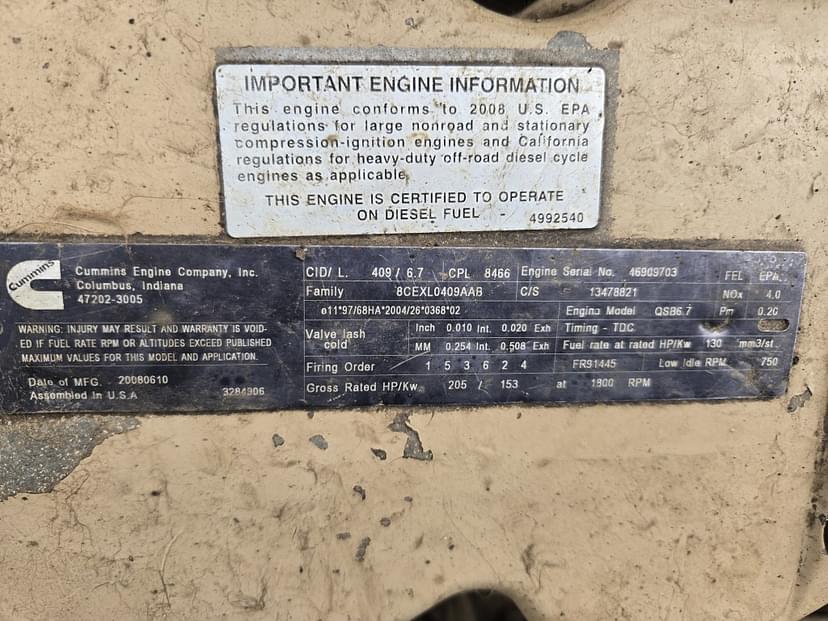 IMPORTANT ENGINE INFORMATION
This engine conforms to 2008 U.S. EPA
regulations for large nonroad and stationary
compression-ignition engines and California
regulations for heavy-duty off-road diesel cycle
engines as applicable.
THIS ENGINE IS CERTIFIED TO OPERATE
ON DIESEL FUEL - 4992540
Cummins
Cummins Engine Company, Inc.
Columbus, Indiana
47202-3005
WARNING: INJURY MAY RESULT AND WARRANTY IS VOID-
ED IF FUEL RATE RPM OR ALTITUDES EXCEED PUBLISHED
MAXIMUM VALUES FOR THIS MODEL AND APPLICATION.
Date of MFG. 20080610
Assembled In U.S.A 3284906
CID/ L. 409 / 6.7 CPL 8466 Engine Serial No. 46909703 FEL EPA
Family 8CEXL0409AAB C/S 13478821 NOx 4.0
e11*97/68HA*2004/26*0368*02 Engine Model QSB6.7 Pm 0.20
Valve lash cold Inch 0.010 Int. 0.020 Exh Timing - TDC
MM 0.254 Int. 0.508 Exh Fuel rate at rated HP/Kw 130 mm3/st
Firing Order 1 5 3 6 2 4 FR91445 Low Idle RPM 750
Gross Rated HP/Kw 205 / 153 at 1800 RPM